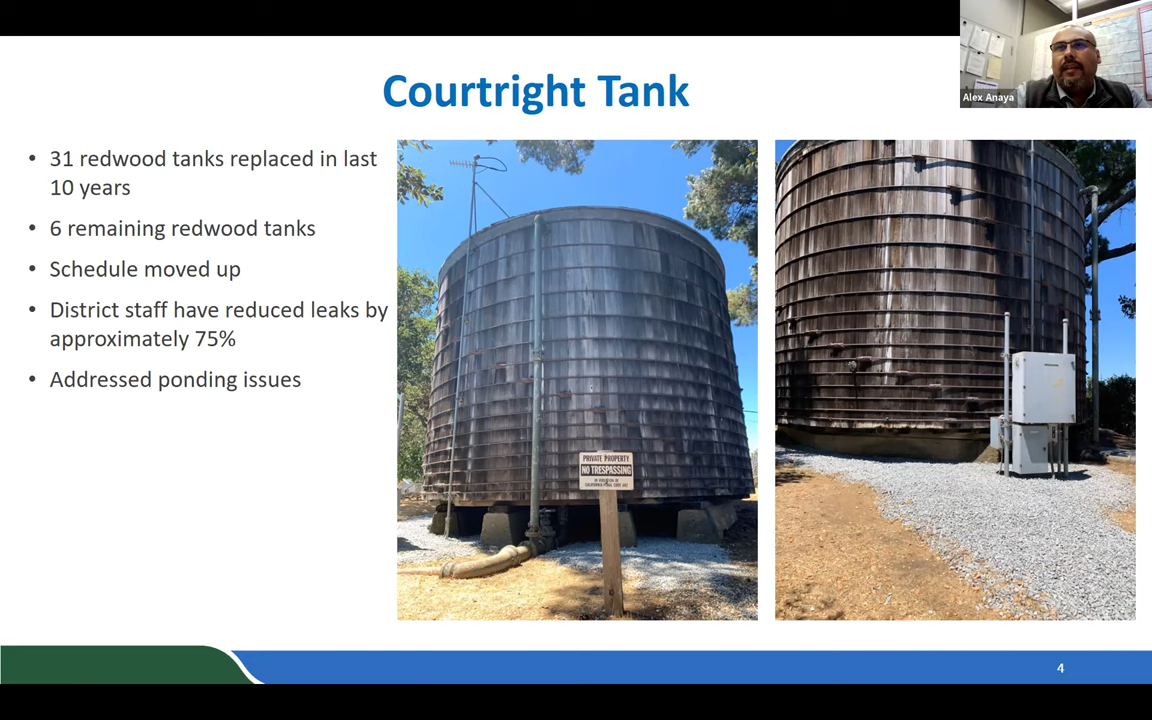 Courtright Tank
Alex Anaya
• 31 redwood tanks replaced in last
10 years
• 6 remaining redwood tanks
• Schedule moved up
• District staff have reduced leaks by
approximately 75%
• Addressed ponding issues
PRIVATE PROPERTY
NO TRESPASSING
4